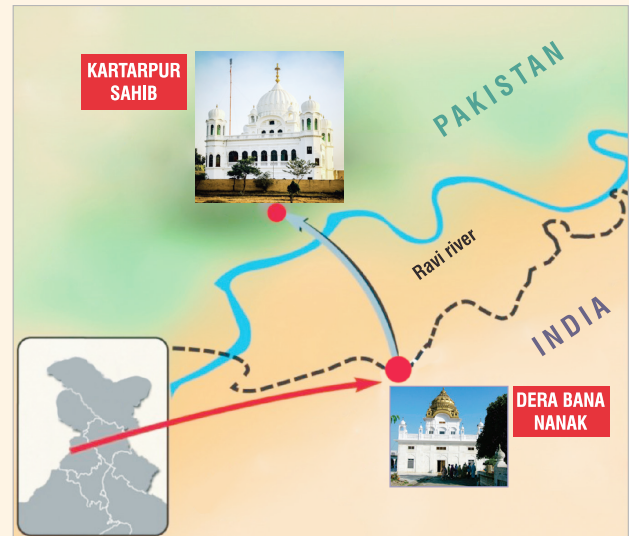 KARTARPUR
SAHIB
PAKISTAN
Ravi river
INDIA
DERA BANA
NANAK